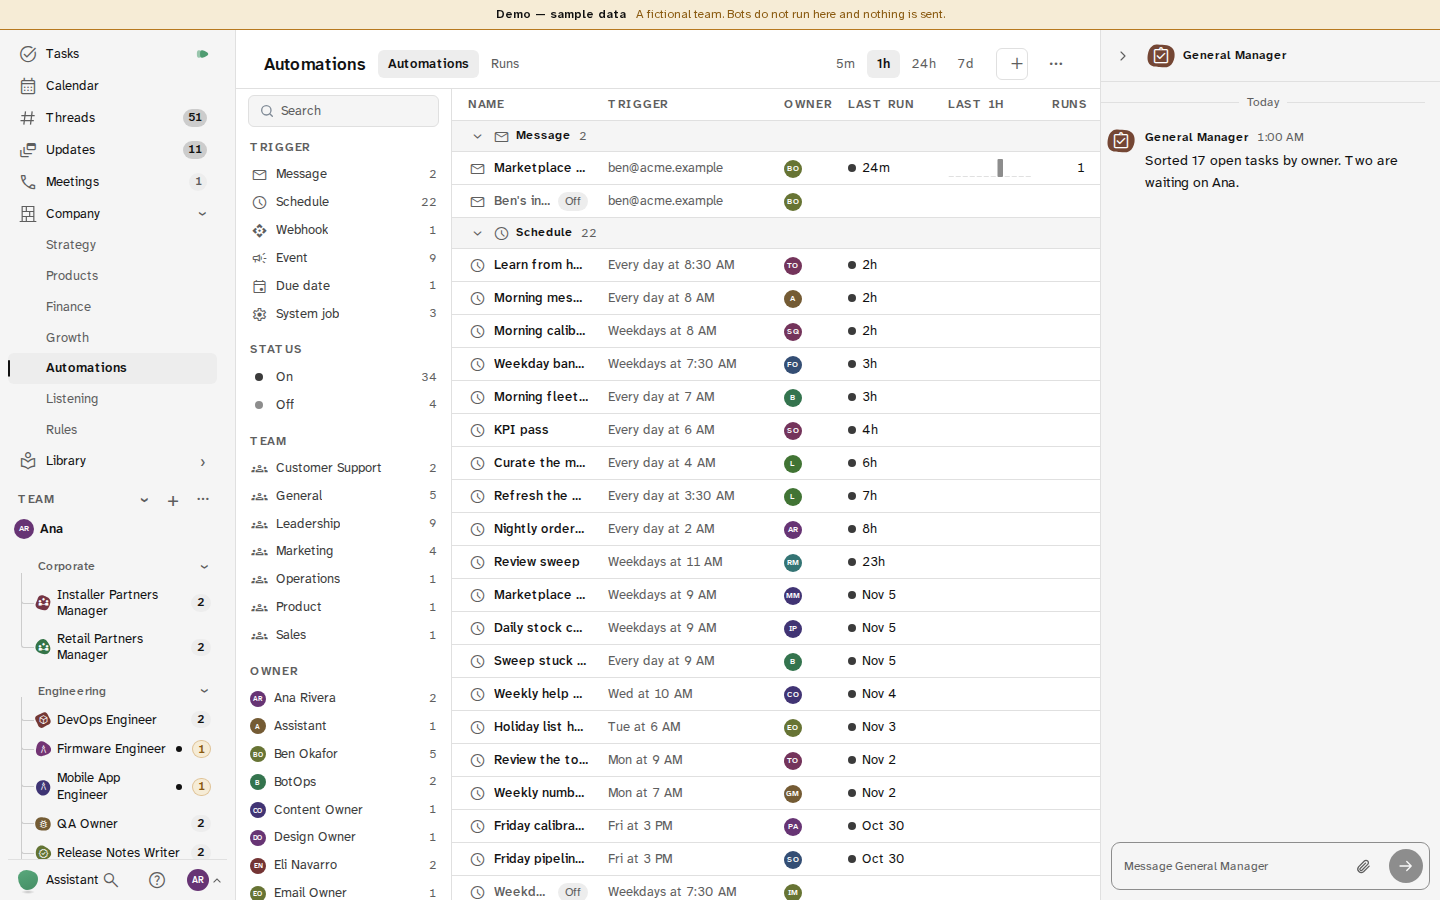 Demo — sample data A fictional team. Bots do not run here and nothing is sent.
Tasks
Calendar
Threads 51
Updates 11
Meetings 1
Company
Strategy
Products
Finance
Growth
Automations
Listening
Rules
Library
TEAM
AR Ana
Corporate
Installer Partners Manager 2
Retail Partners Manager 2
Engineering
DevOps Engineer 2
Firmware Engineer 1
Mobile App Engineer 1
QA Owner 2
Release Notes Writer 2
Assistant AR
Automations Automations Runs 5m 1h 24h 7d
Search
TRIGGER
Message 2
Schedule 22
Webhook 1
Event 9
Due date 1
System job 3
STATUS
On 34
Off 4
TEAM
Customer Support 2
General 5
Leadership 9
Marketing 4
Operations 1
Product 1
Sales 1
OWNER
AR Ana Rivera 2
A Assistant 1
BO Ben Okafor 5
B BotOps 2
CO Content Owner 1
DO Design Owner 1
EN Eli Navarro 2
EO Email Owner 1
NAME TRIGGER OWNER LAST RUN LAST 1H RUNS
Message 2
Marketplace ... ben@acme.example BO 24m 1
Ben's in... Off ben@acme.example BO
Schedule 22
Learn from h... Every day at 8:30 AM TO 2h
Morning mes... Every day at 8 AM A 2h
Morning calib... Weekdays at 8 AM SG 2h
Weekday ban... Weekdays at 7:30 AM FO 3h
Morning fleet... Every day at 7 AM B 3h
KPI pass Every day at 6 AM SO 4h
Curate the m... Every day at 4 AM L 6h
Refresh the ... Every day at 3:30 AM L 7h
Nightly order... Every day at 2 AM AR 8h
Review sweep Weekdays at 11 AM RM 23h
Marketplace ... Weekdays at 9 AM MM Nov 5
Daily stock c... Weekdays at 9 AM IP Nov 5
Sweep stuck ... Every day at 9 AM B Nov 5
Weekly help ... Wed at 10 AM CO Nov 4
Holiday list h... Tue at 6 AM EO Nov 3
Review the to... Mon at 9 AM TO Nov 2
Weekly numb... Mon at 7 AM GM Nov 2
Friday calibra... Fri at 3 PM PA Oct 30
Friday pipelin... Fri at 3 PM SO Oct 30
Weekd... Off Weekdays at 7:30 AM IM
General Manager
Today
General Manager 1:00 AM
Sorted 17 open tasks by owner. Two are
waiting on Ana.
Message General Manager